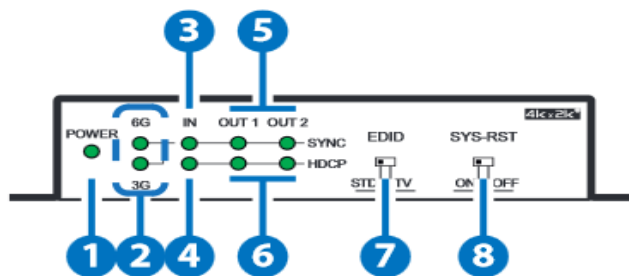 3 5
4k x 2k
6G IN OUT 1 OUT 2 EDID SYS-RST
POWER SYNC
HDCP
3G STD TV ON OFF
1 2 4 6 7 8